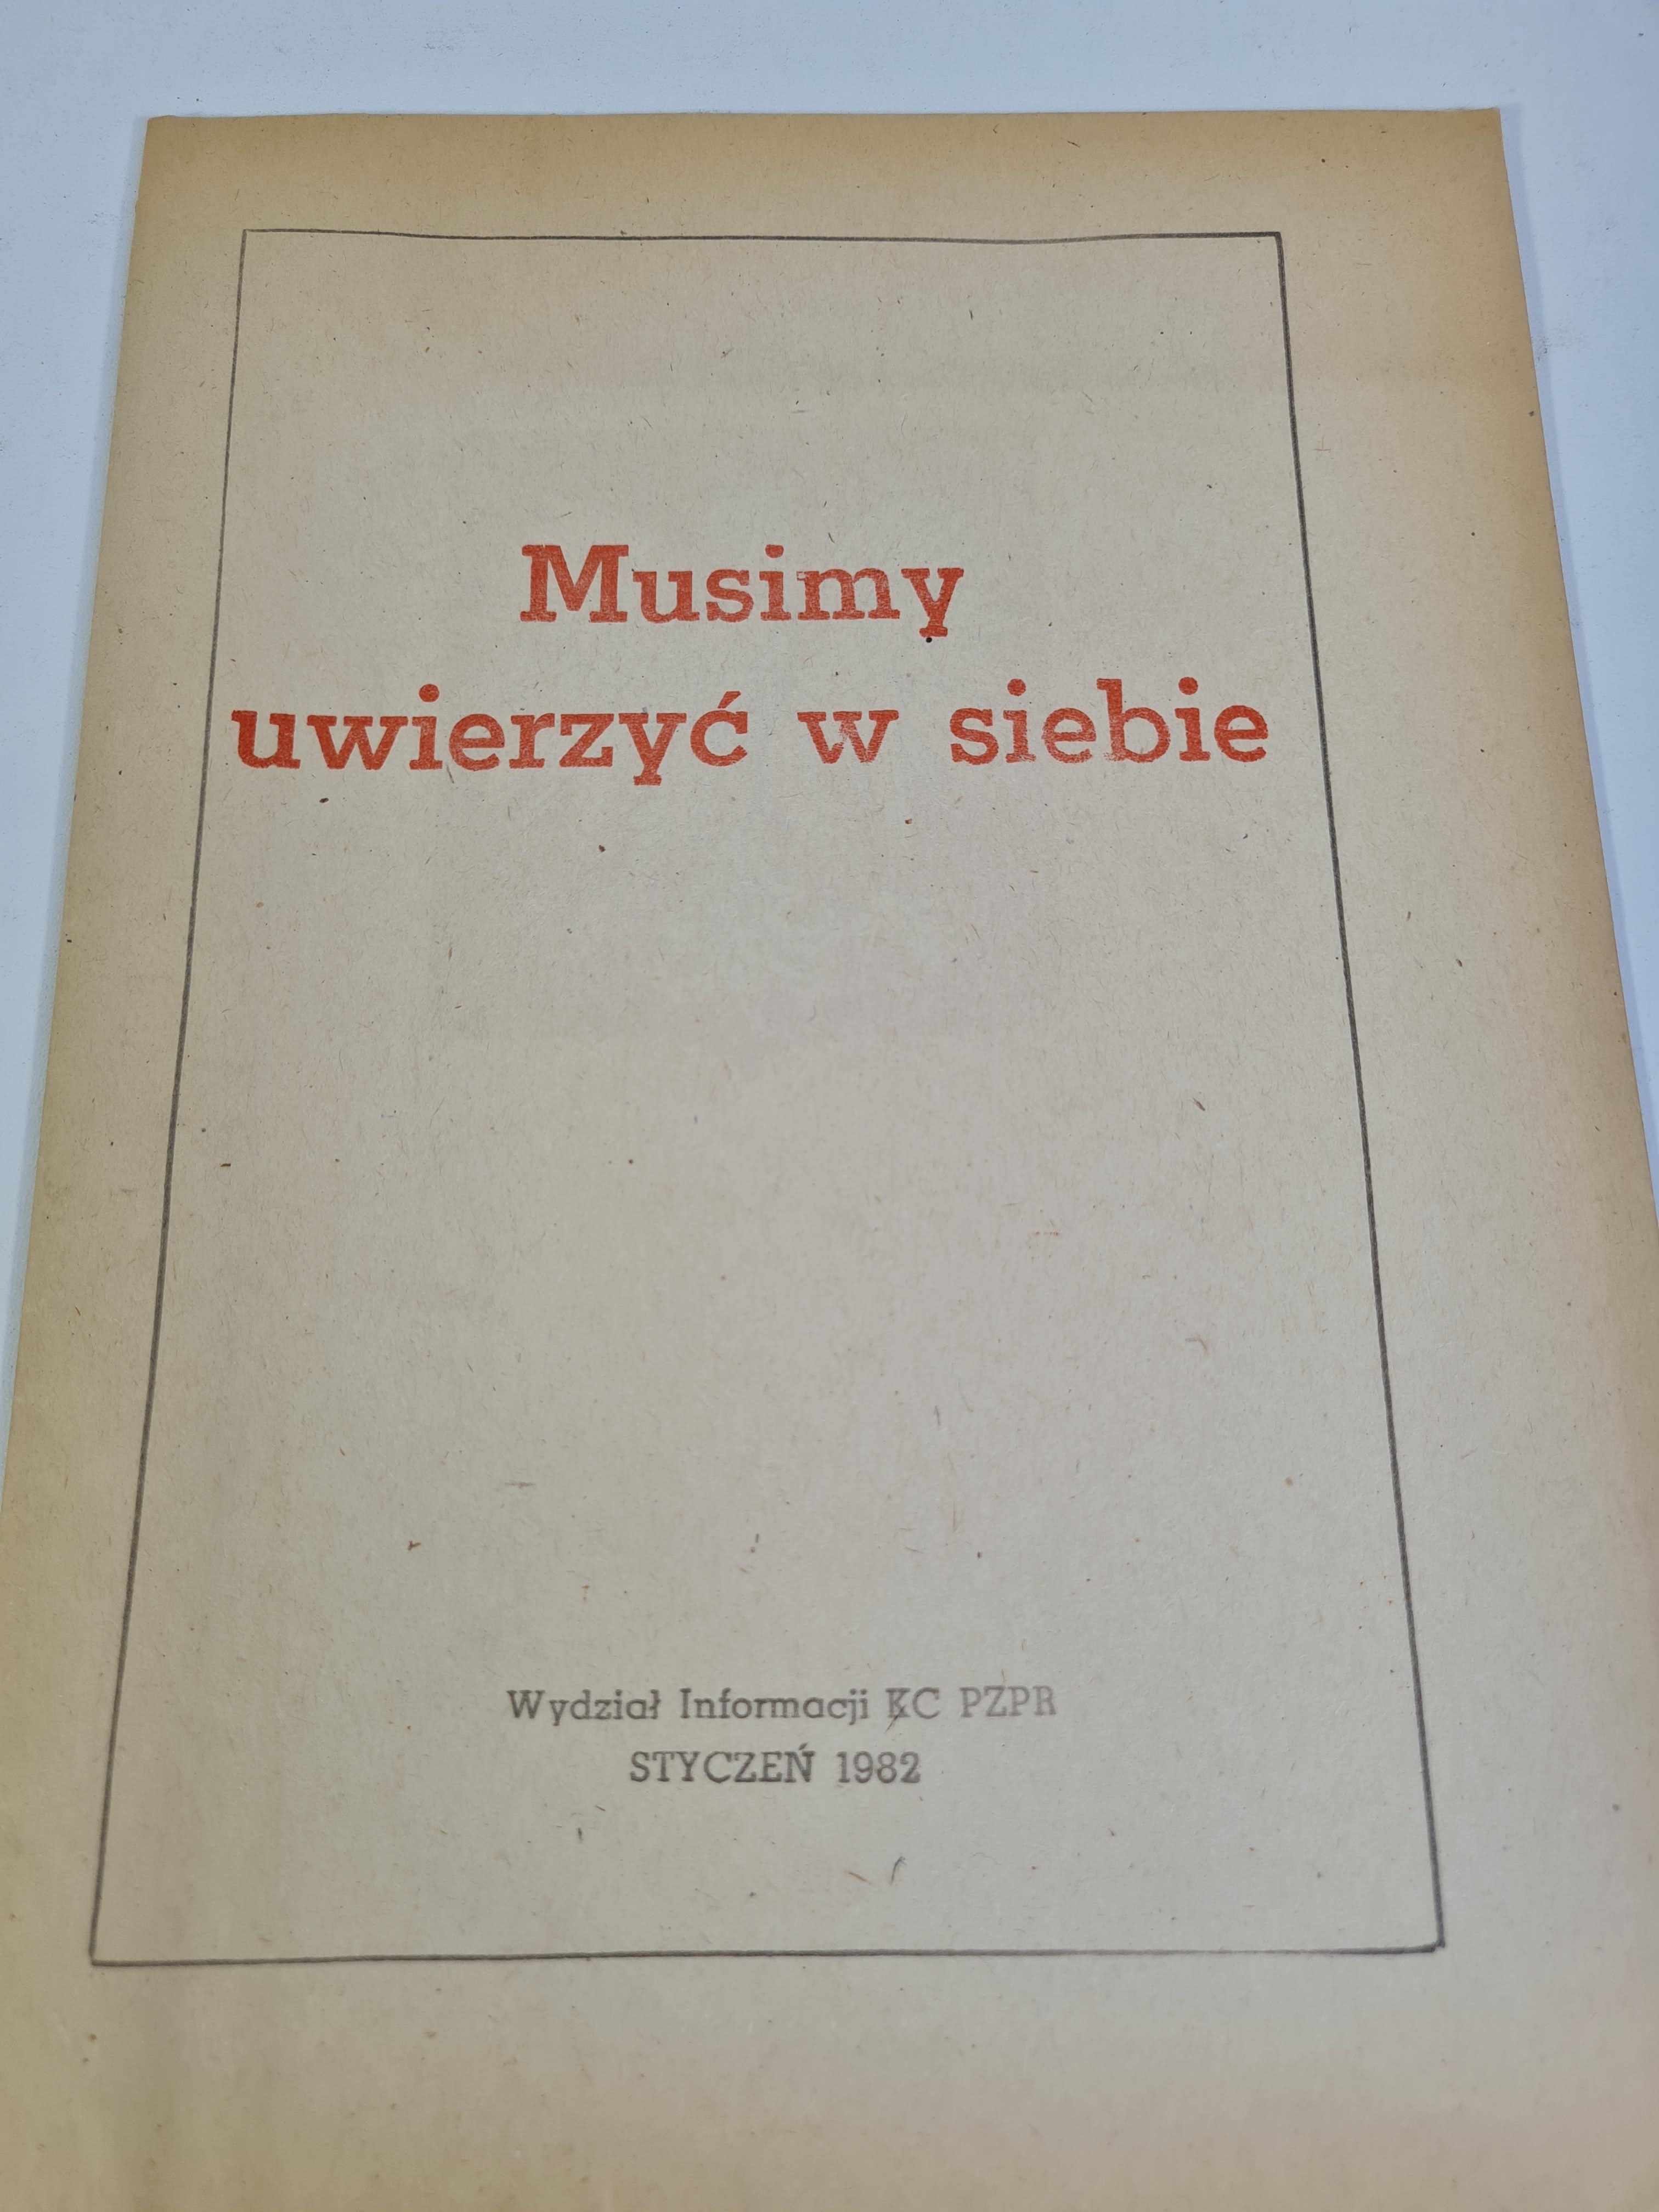 Musimy
uwierzyć w siebie
Wydział Informacji KC PZPR
STYCZEŃ 1982